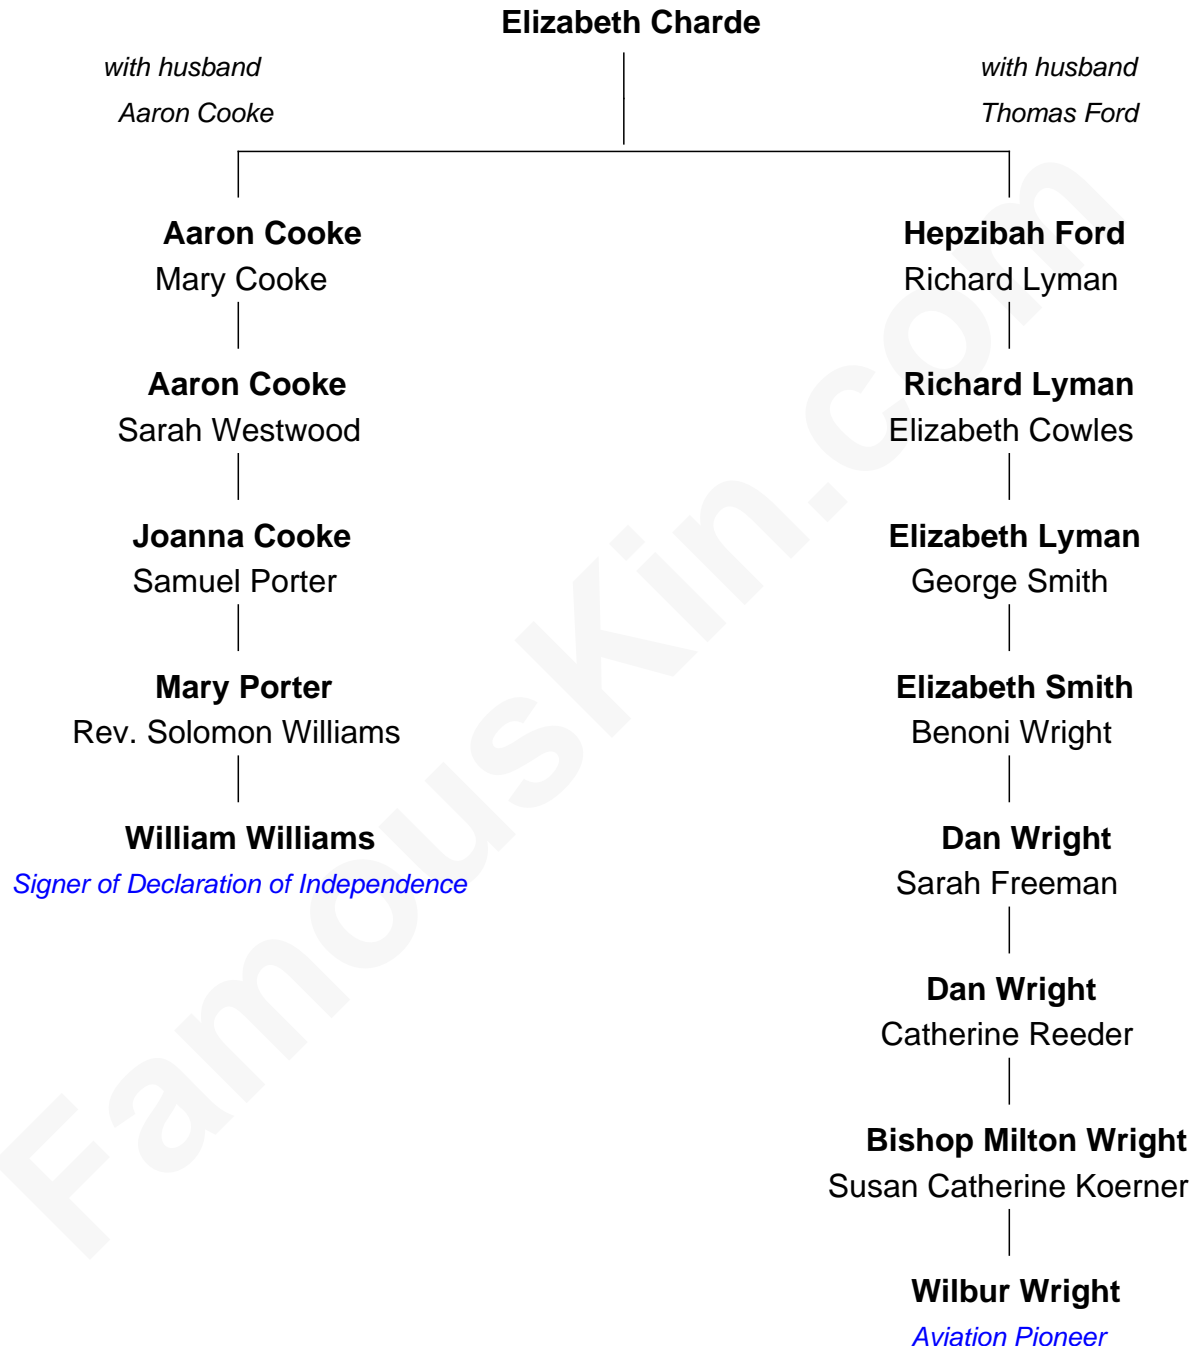 Elizabeth Charde
with husband
Aaron Cooke
with husband
Thomas Ford
Aaron Cooke
Mary Cooke
Aaron Cooke
Sarah Westwood
Joanna Cooke
Samuel Porter
Mary Porter
Rev. Solomon Williams
William Williams
Signer of Declaration of Independence
Hepzibah Ford
Richard Lyman
Richard Lyman
Elizabeth Cowles
Elizabeth Lyman
George Smith
Elizabeth Smith
Benoni Wright
Dan Wright
Sarah Freeman
Dan Wright
Catherine Reeder
Bishop Milton Wright
Susan Catherine Koerner
Wilbur Wright
Aviation Pioneer
FamousKin.com